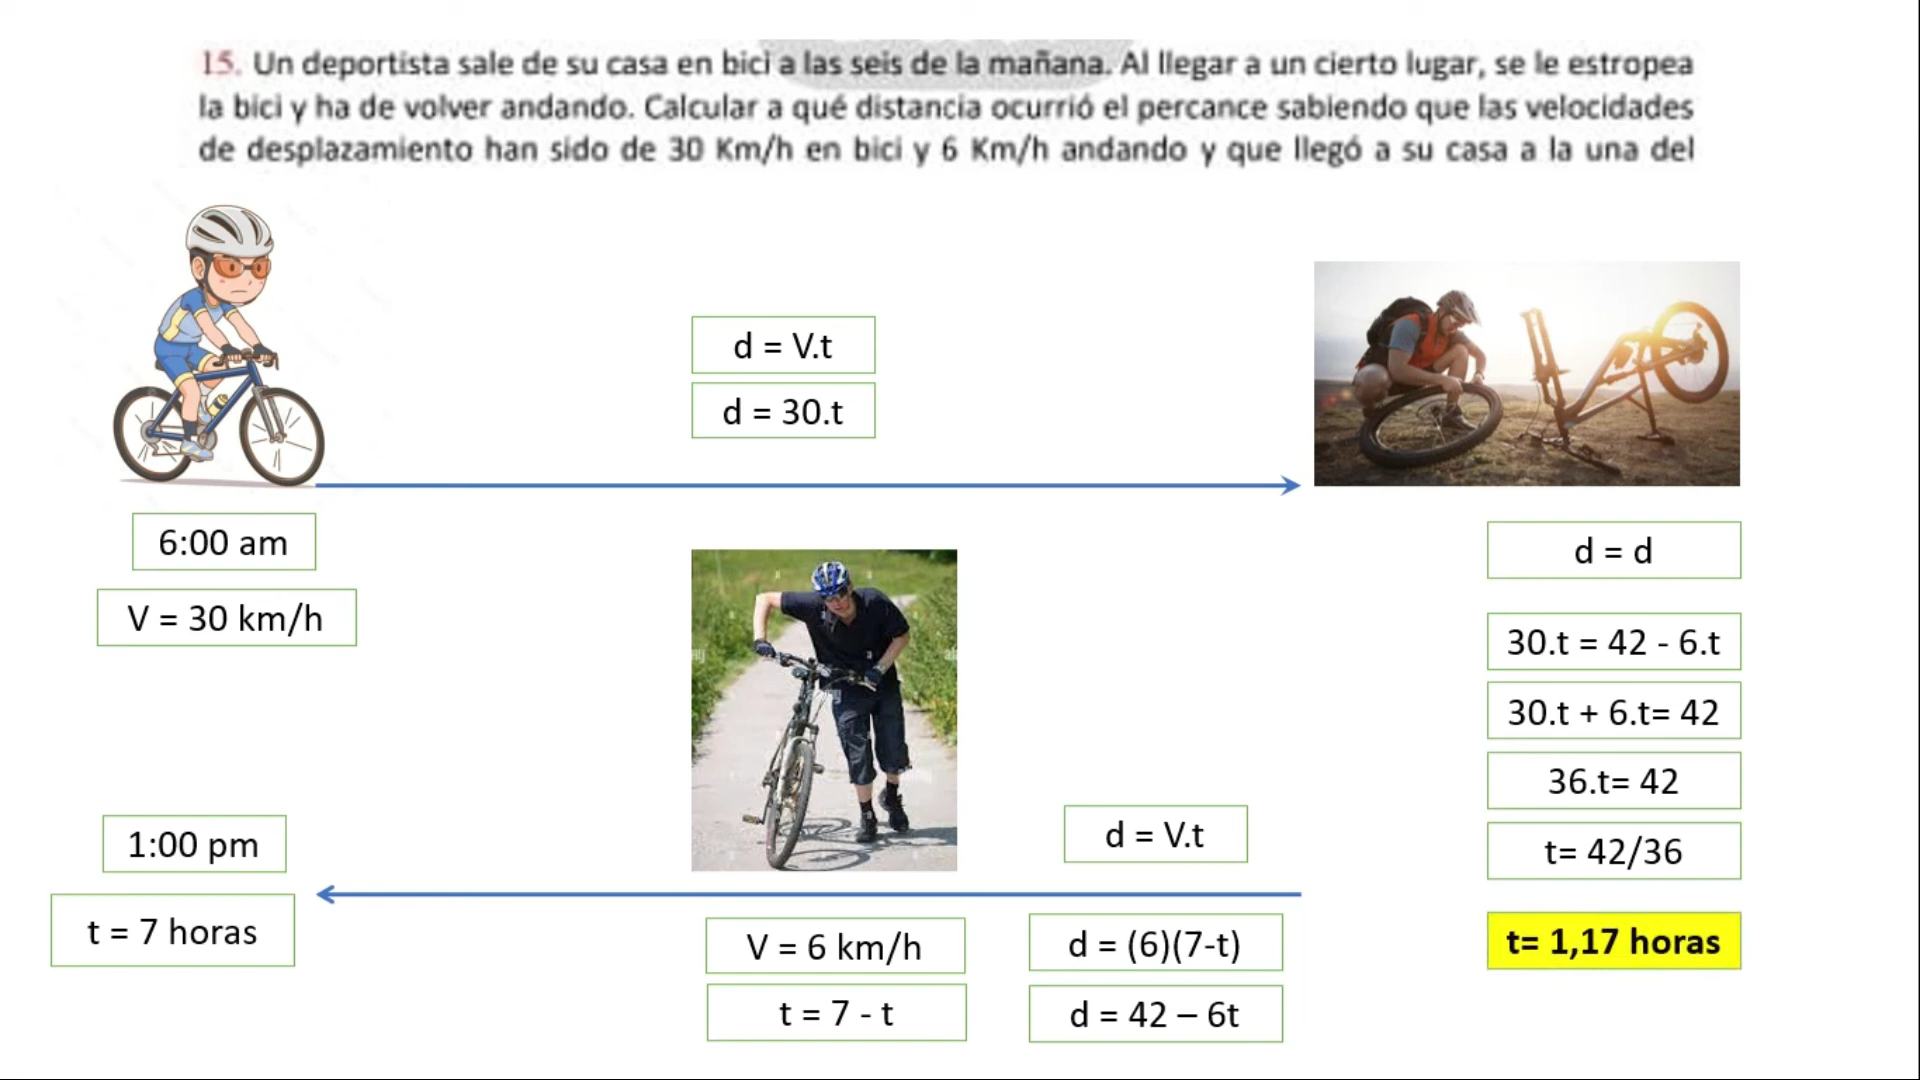 15. Un deportista sale de su casa en bici a las seis de la mañana. Al llegar a un cierto lugar, se le estropea
la bici y ha de volver andando. Calcular a qué distancia ocurrió el percance sabiendo que las velocidades
de desplazamiento han sido de 30 Km/h en bici y 6 Km/h andando y que llegó a su casa a la una del
d = V.t
d = 30.t
6:00 am
V = 30 km/h
d = d
30.t = 42 - 6.t
30.t + 6.t= 42
36.t= 42
t= 42/36
t= 1,17 horas
1:00 pm
t = 7 horas
d = V.t
V = 6 km/h
t = 7 - t
d = (6)(7-t)
d = 42 – 6t